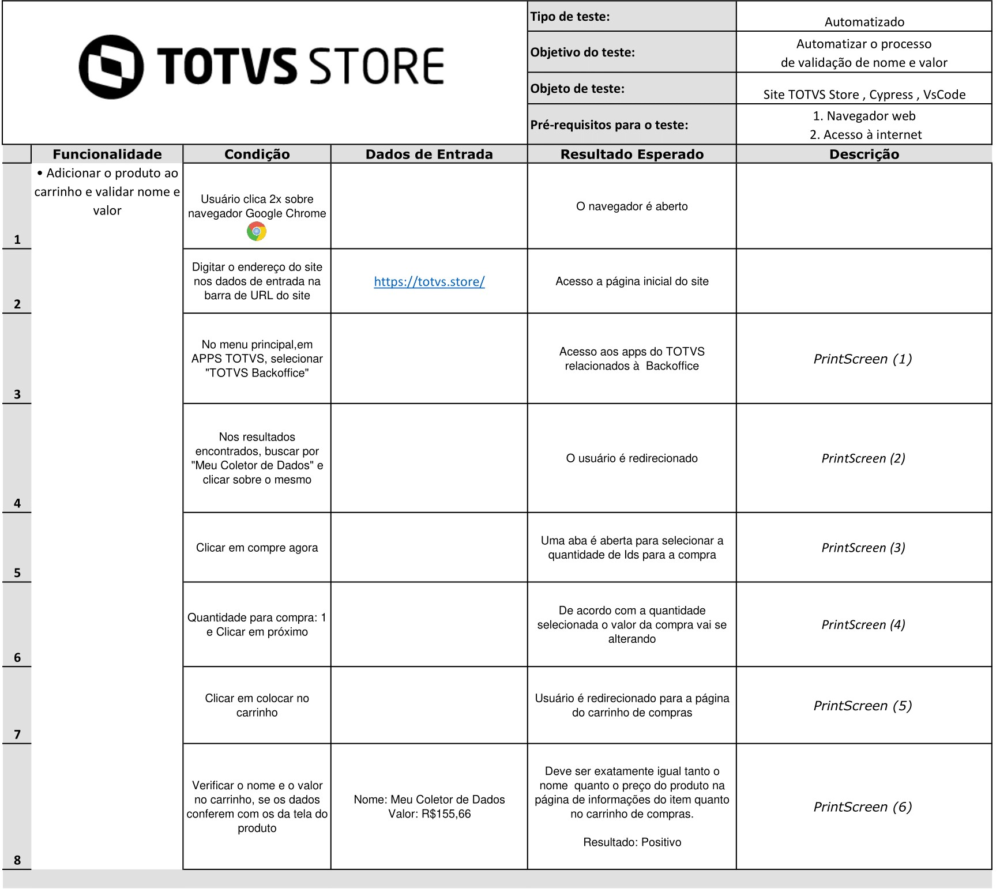 TOTVS STORE
Tipo de teste:
Automatizado
Objetivo do teste:
Automatizar o processo
de validação de nome e valor
Objeto de teste:
Site TOTVS Store , Cypress , VsCode
Pré-requisitos para o teste:
1. Navegador web
2. Acesso à internet
Funcionalidade
Condição
Dados de Entrada
Resultado Esperado
Descrição
1
• Adicionar o produto ao
carrinho e validar nome e
valor
Usuário clica 2x sobre
navegador Google Chrome
O navegador é aberto
2
Digitar o endereço do site
nos dados de entrada na
barra de URL do site
https://totvs.store/
Acesso a página inicial do site
3
No menu principal,em
APPS TOTVS, selecionar
"TOTVS Backoffice"
Acesso aos apps do TOTVS
relacionados à  Backoffice
PrintScreen (1)
4
Nos resultados
encontrados, buscar por
"Meu Coletor de Dados" e
clicar sobre o mesmo
O usuário é redirecionado
PrintScreen (2)
5
Clicar em compre agora
Uma aba é aberta para selecionar a
quantidade de Ids para a compra
PrintScreen (3)
6
Quantidade para compra: 1
e Clicar em próximo
De acordo com a quantidade
selecionada o valor da compra vai se
alterando
PrintScreen (4)
7
Clicar em colocar no
carrinho
Usuário é redirecionado para a página
do carrinho de compras
PrintScreen (5)
8
Verificar o nome e o valor
no carrinho, se os dados
conferem com os da tela do
produto
Nome: Meu Coletor de Dados
Valor: R$155,66
Deve ser exatamente igual tanto o
nome  quanto o preço do produto na
página de informações do item quanto
no carrinho de compras.
Resultado: Positivo
PrintScreen (6)